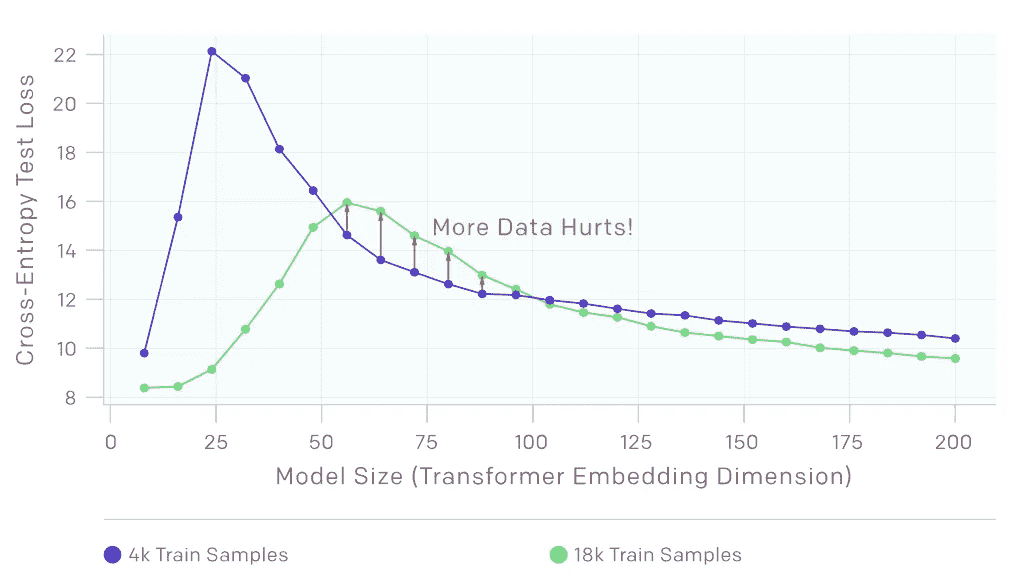 Cross-Entropy Test Loss
22
20
18
16
14
12
10
8
More Data Hurts!
0 25 50 75 100 125 150 175 200
Model Size (Transformer Embedding Dimension)
4k Train Samples 18k Train Samples